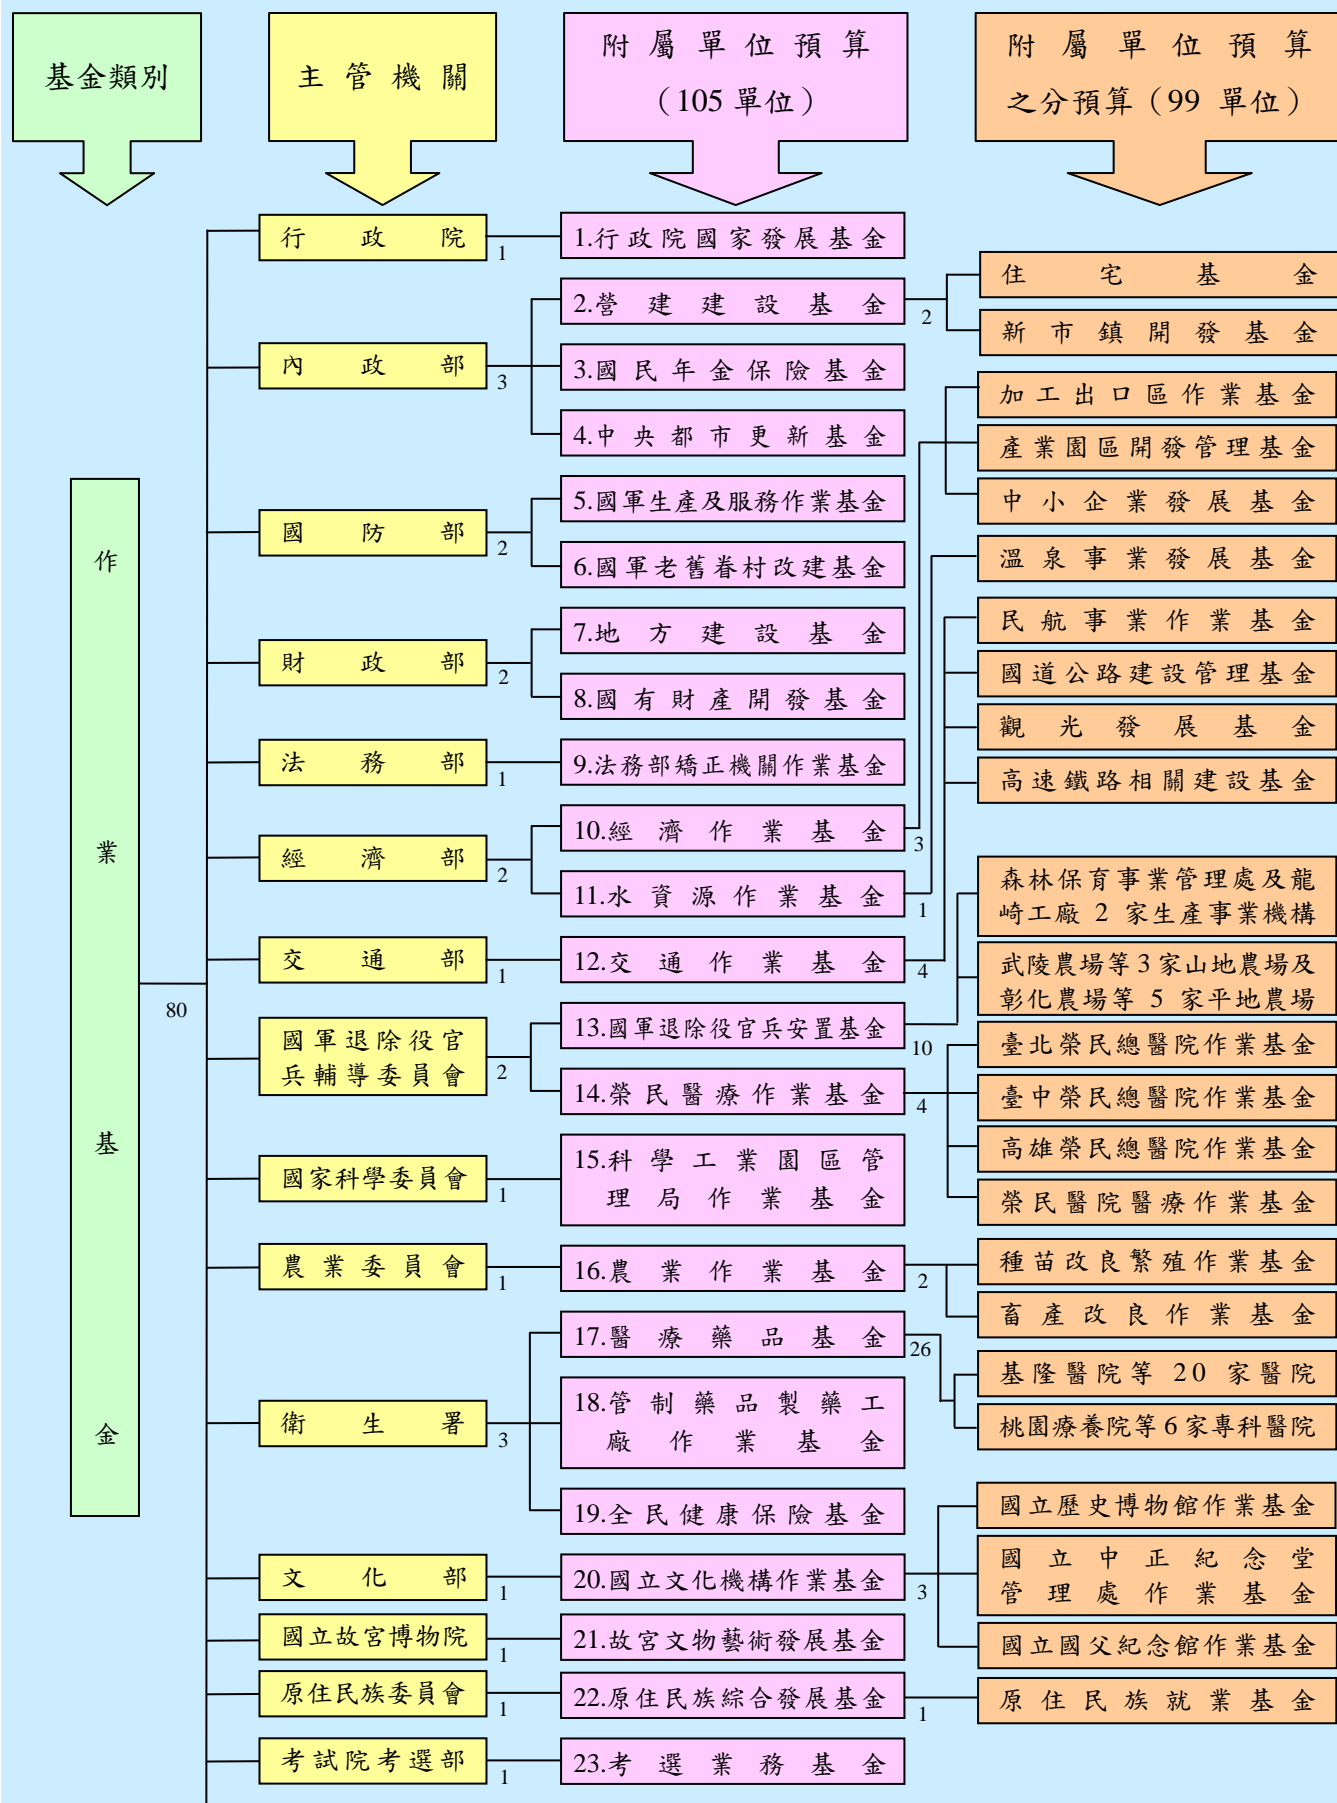 基金類別
主管機關
附屬單位預算
（105 單位）
附屬單位預算
之分預算（99 單位）
作業基金
80
行政院
1
1.行政院國家發展基金
內政部
3
2.營建建設基金
2
住宅基金
新市鎮開發基金
3.國民年金保險基金
4.中央都市更新基金
國防部
2
5.國軍生產及服務作業基金
6.國軍老舊眷村改建基金
財政部
2
7.地方建設基金
8.國有財產開發基金
法務部
1
9.法務部矯正機關作業基金
經濟部
2
10.經濟作業基金
3
加工出口區作業基金
產業園區開發管理基金
中小企業發展基金
11.水資源作業基金
1
溫泉事業發展基金
交通部
1
12.交通作業基金
4
民航事業作業基金
國道公路建設管理基金
觀光發展基金
高速鐵路相關建設基金
國軍退除役官
兵輔導委員會
2
13.國軍退除役官兵安置基金
10
森林保育事業管理處及龍
崎工廠 2 家生產事業機構
武陵農場等3家山地農場及
彰化農場等 5 家平地農場
14.榮民醫療作業基金
4
臺北榮民總醫院作業基金
臺中榮民總醫院作業基金
高雄榮民總醫院作業基金
榮民醫院醫療作業基金
國家科學委員會
1
15.科學工業園區管
理局作業基金
農業委員會
1
16.農業作業基金
2
種苗改良繁殖作業基金
畜產改良作業基金
衛生署
3
17.醫療藥品基金
26
基隆醫院等 20 家醫院
桃園療養院等6家專科醫院
18.管制藥品製藥工
廠作業基金
19.全民健康保險基金
文化部
1
20.國立文化機構作業基金
3
國立歷史博物館作業基金
國立中正紀念堂
管理處作業基金
國立國父紀念館作業基金
國立故宮博物院
1
21.故宮文物藝術發展基金
原住民族委員會
1
22.原住民族綜合發展基金
1
原住民族就業基金
考試院考選部
1
23.考選業務基金